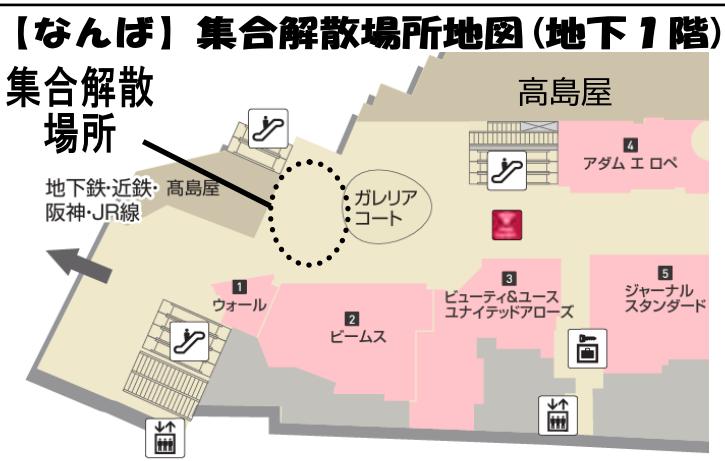 【なんば】集合解散場所地図(地下1階)
集合解散
場所
高島屋
4
アダム エ ロペ
地下鉄・近鉄・高島屋
阪神・JR線
ガレリア
コート
1
ウォール
2
ビームス
3
ビューティ&ユース
ユナイテッドアローズ
5
ジャーナル
スタンダード